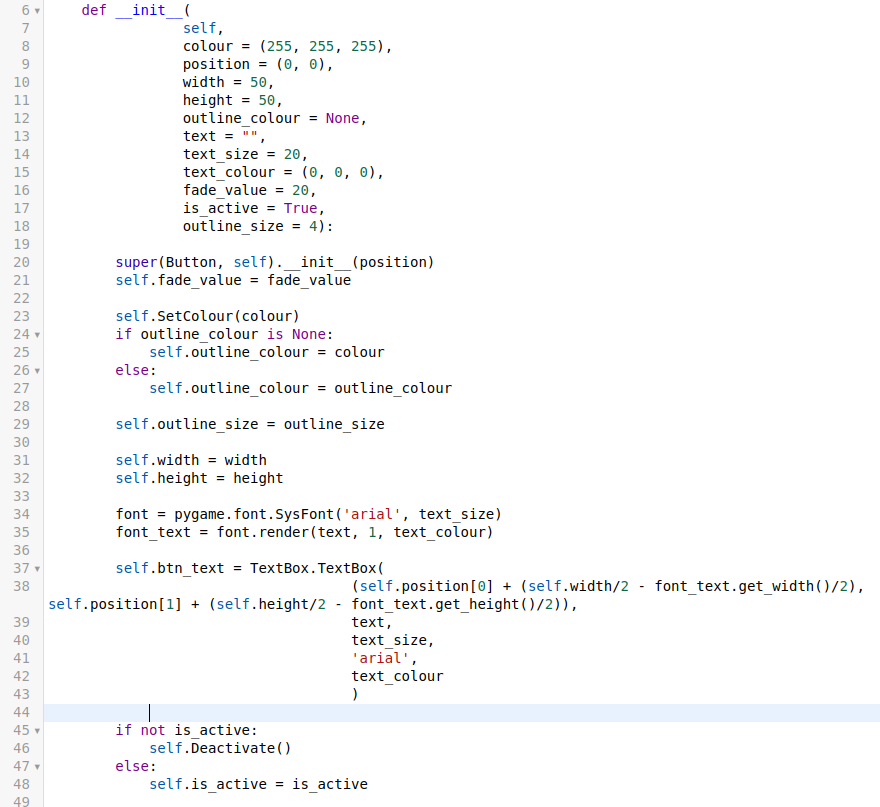 6 def __init__(
7 self,
8 colour = (255, 255, 255),
9 position = (0, 0),
10 width = 50,
11 height = 50,
12 outline_colour = None,
13 text = "",
14 text_size = 20,
15 text_colour = (0, 0, 0),
16 fade_value = 20,
17 is_active = True,
18 outline_size = 4):
19
20 super(Button, self).__init__(position)
21 self.fade_value = fade_value
22
23 self.SetColour(colour)
24 if outline_colour is None:
25 self.outline_colour = colour
26 else:
27 self.outline_colour = outline_colour
28
29 self.outline_size = outline_size
30
31 self.width = width
32 self.height = height
33
34 font = pygame.font.SysFont('arial', text_size)
35 font_text = font.render(text, 1, text_colour)
36
37 self.btn_text = TextBox.TextBox(
38 (self.position[0] + (self.width/2 - font_text.get_width()/2),
self.position[1] + (self.height/2 - font_text.get_height()/2)),
39 text,
40 text_size,
41 'arial',
42 text_colour
43 )
44
45 if not is_active:
46 self.Deactivate()
47 else:
48 self.is_active = is_active
49